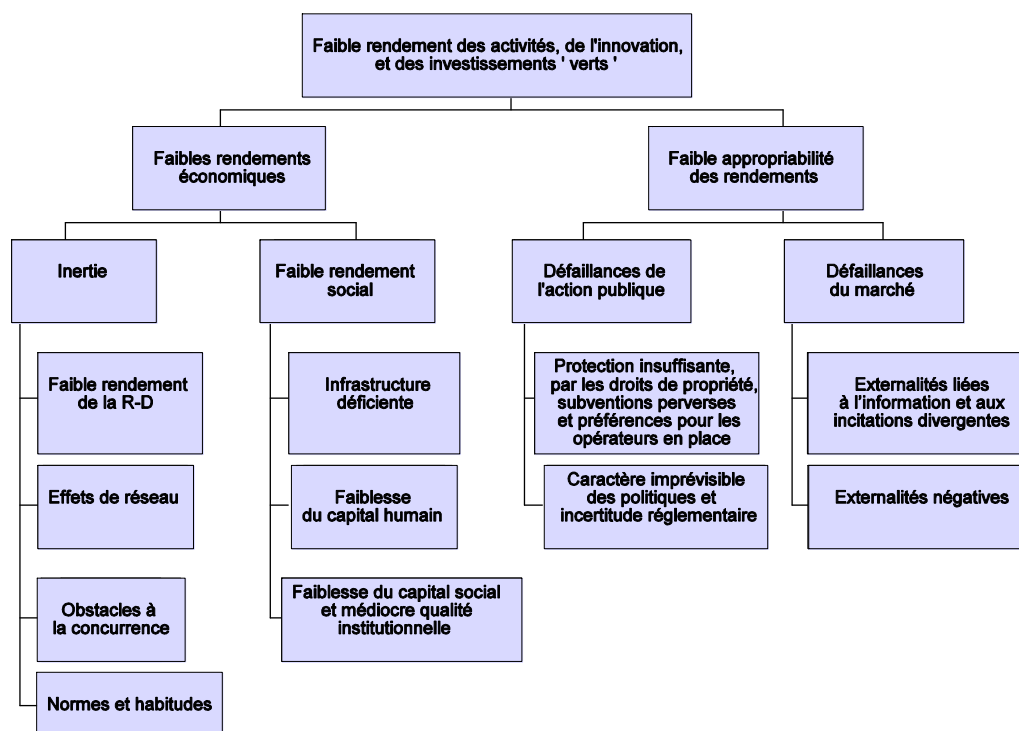 Faible rendement des activités, de l'innovation,
et des investissements ' verts '
Faibles rendements
économiques
Faible appropriabilité
des rendements
Inertie
Faible rendement
social
Défaillances de
l'action publique
Défaillances
du marché
Faible rendement
de la R-D
Effets de réseau
Obstacles à
la concurrence
Normes et habitudes
Infrastructure
déficiente
Faiblesse
du capital humain
Faiblesse du capital social
et médiocre qualité
institutionnelle
Protection insuffisante,
par les droits de propriété,
subventions perverses
et préférences pour les
opérateurs en place
Caractère imprévisible
des politiques et
incertitude réglementaire
Externalités liées
à l'information et aux
incitations divergentes
Externalités négatives